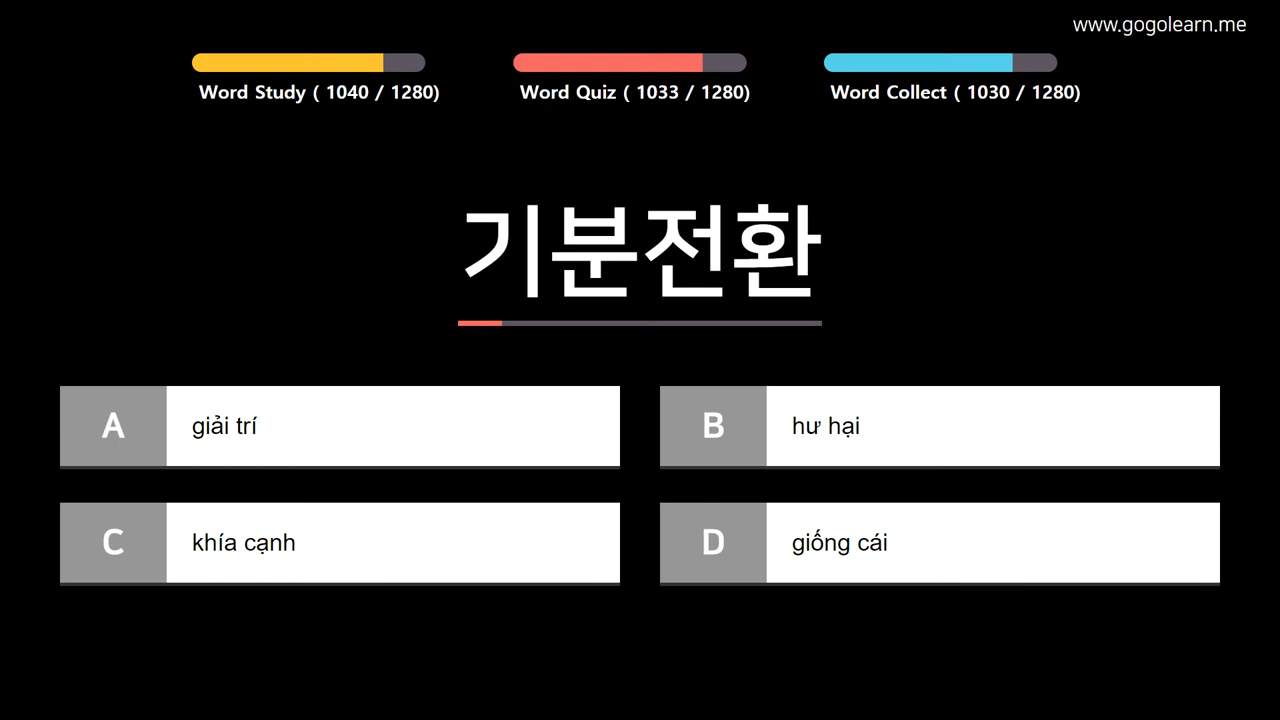 www.gogolearn.me
Word Study ( 1040 / 1280)
Word Quiz ( 1033 / 1280)
Word Collect ( 1030 / 1280)
기분전환
A giải trí
B hư hại
C khía cạnh
D giống cái